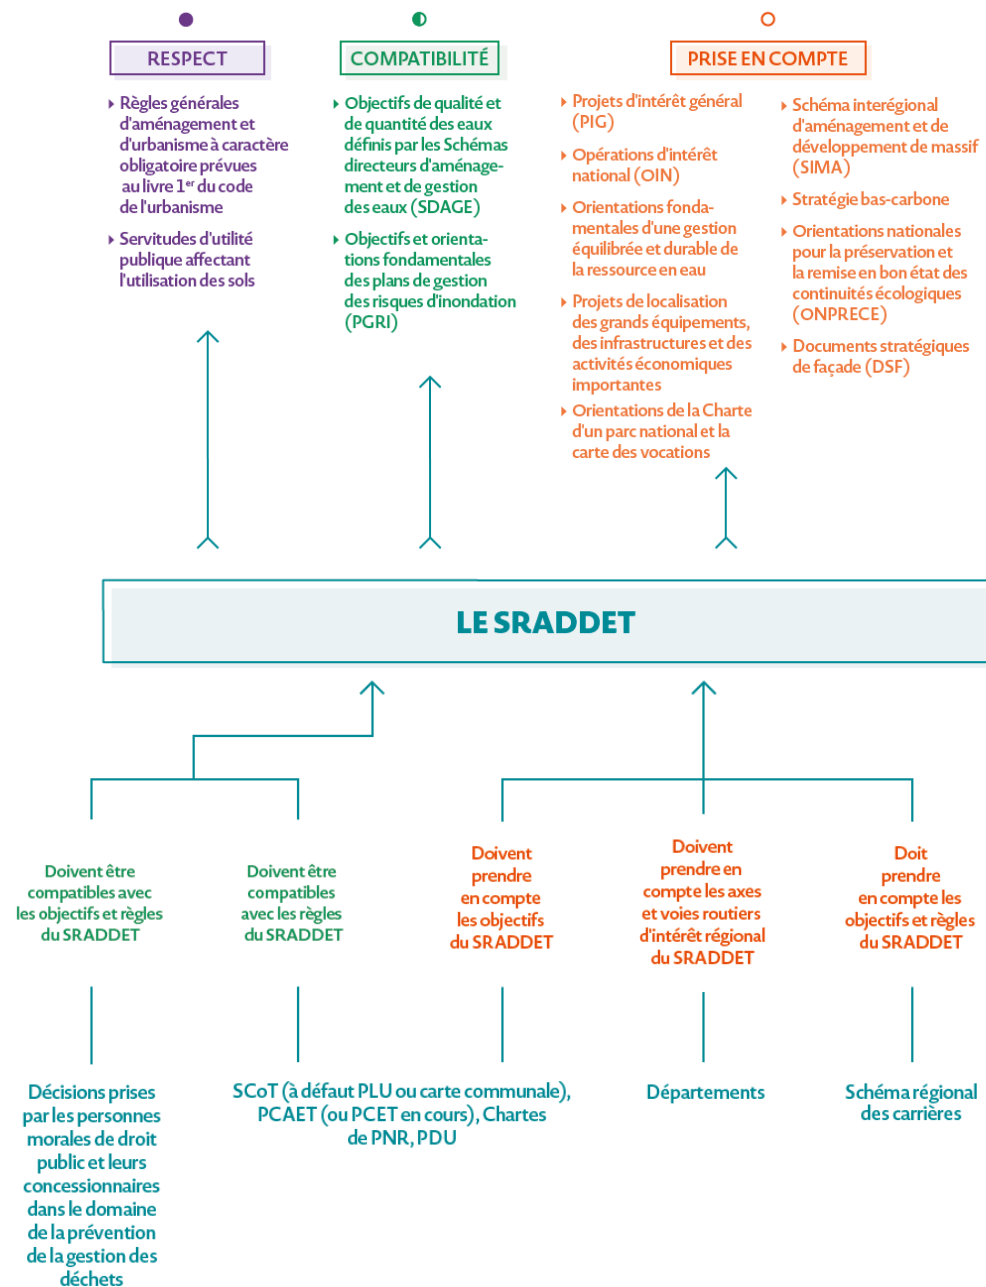 RESPECT
Règles générales
d'aménagement et
d'urbanisme à caractère
obligatoire prévues
au livre 1er du code
de l'urbanisme
Servitudes d'utilité
publique affectant
l'utilisation des sols
COMPATIBILITÉ
Objectifs de qualité et
de quantité des eaux
définis par les Schémas
directeurs d'aménage-
ment et de gestion
des eaux (SDAGE)
Objectifs et orienta-
tions fondamentales
des plans de gestion
des risques d'inondation
(PGRI)
PRISE EN COMPTE
Projets d'intérêt général
(PIG)
Opérations d'intérêt
national (OIN)
Orientations fonda-
mentales d'une gestion
équilibrée et durable de
la ressource en eau
Projets de localisation
des grands équipements,
des infrastructures et des
activités économiques
importantes
Orientations de la Charte
d'un parc national et la
carte des vocations
Schéma interégional
d'aménagement et de
développement de massif
(SIMA)
Stratégie bas-carbone
Orientations nationales
pour la préservation et
la remise en bon état des
continuités écologiques
(ONPRECE)
Documents stratégiques
de façade (DSF)
LE SRADDET
Doivent être
compatibles avec
les objectifs et règles
du SRADDET
Doivent être
compatibles
avec les règles
du SRADDET
Doivent
prendre
en compte
les objectifs
du SRADDET
Doivent
prendre en
compte les axes
et voies routiers
d'intérêt régional
du SRADDET
Doit
prendre
en compte les
objectifs et règles
du SRADDET
Décisions prises
par les personnes
morales de droit
public et leurs
concessionnaires
dans le domaine
de la prévention
de la gestion des
déchets
SCoT (à défaut PLU ou carte communale),
PCAET (ou PCET en cours), Chartes
de PNR, PDU
Départements
Schéma régional
des carrières